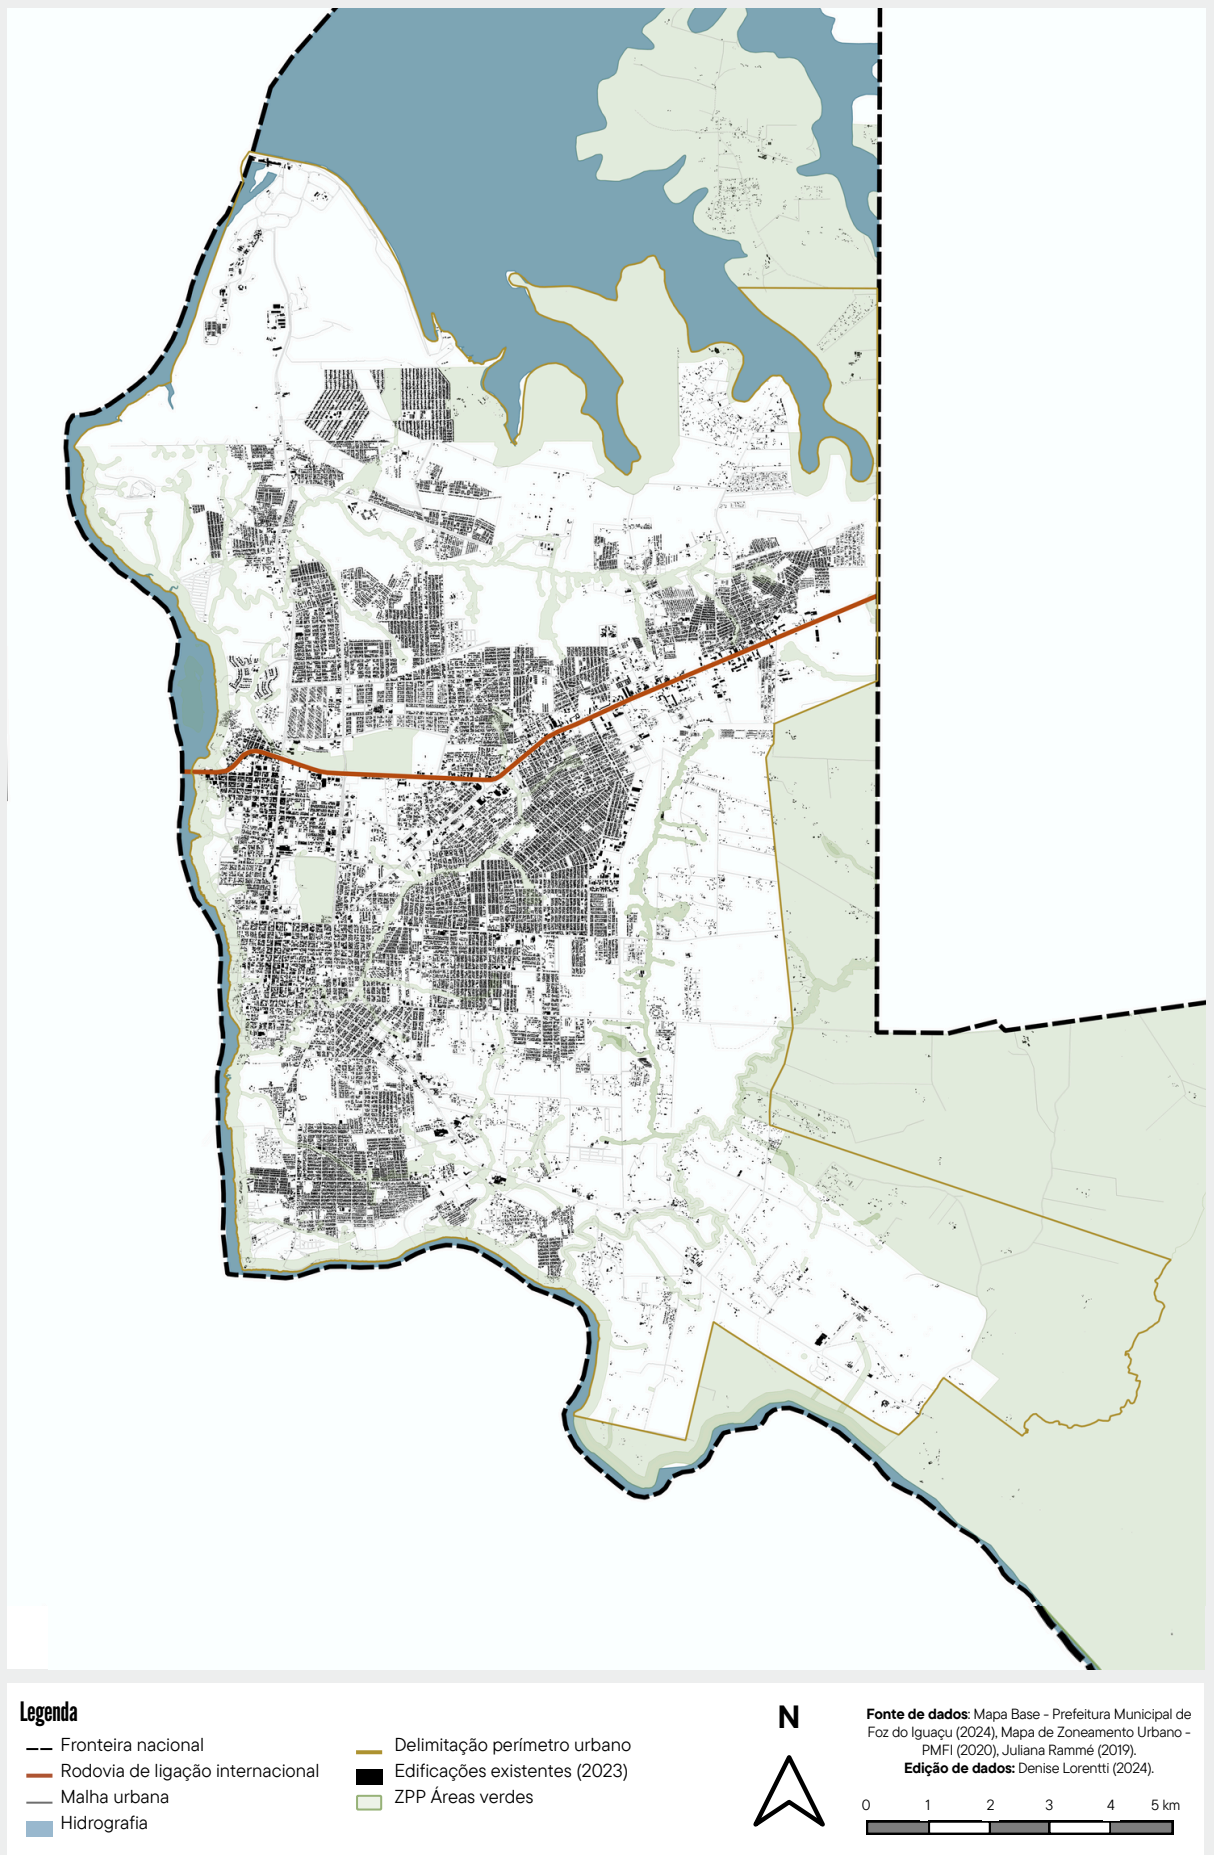 Legenda
Fronteira nacional
Rodovia de ligação internacional
Malha urbana
Hidrografia
Delimitação perímetro urbano
Edificações existentes (2023)
ZPP Áreas verdes
N
Fonte de dados: Mapa Base - Prefeitura Municipal de
Foz do Iguaçu (2024), Mapa de Zoneamento Urbano -
PMFI (2020), Juliana Rammé (2019).
Edição de dados: Denise Lorentti (2024).
0 1 2 3 4 5 km